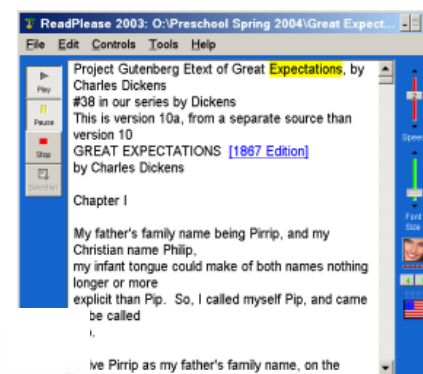 ReadPlease 2003: O:\Preschool Spring 2004\Great Expect...
File Edit Controls Tools Help
Play
Pause
Stop
Selection
Project Gutenberg Etext of Great Expectations, by
Charles Dickens
#38 in our series by Dickens
This is version 10a, from a separate source than
version 10
GREAT EXPECTATIONS [1867 Edition]
by Charles Dickens
Chapter I
My father's family name being Pirrip, and my
Christian name Philip,
my infant tongue could make of both names nothing
longer or more
explicit than Pip. So, I called myself Pip, and came
be called
ive Pirrip as my father's family name, on the
2
Speed
Font
Size